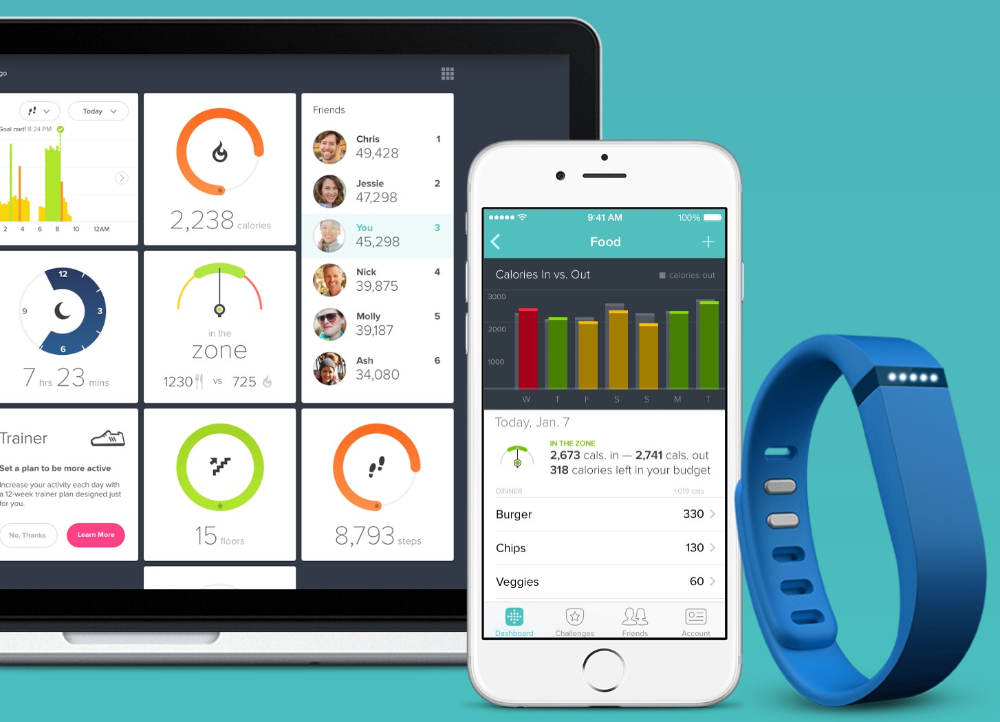 go
Today
Goal met! 8:24 PM
2 4 6 8 10 12AM
2,238 calories
Friends
Chris 1
49,428
Jessie 2
47,298
You 3
45,298
Nick 4
39,875
Molly 5
39,187
Ash 6
34,080
12
9 3
6
7 hrs 23 mins
in the
zone
1230 vs 725
Trainer
Set a plan to be more active
Increase your activity each day with
a 12-week trainer plan designed just
for you.
No, Thanks Learn More
15 floors
8,793 steps
9:41 AM 100%
Food
Calories In vs. Out calories out
3000
2000
1000
W T F S S M T
Today, Jan. 7
IN THE ZONE
2,673 cals. in — 2,741 cals. out
318 calories left in your budget
DINNER 1,019 cals
Burger 330
Chips 130
Veggies 60
Dashboard Challenges Friends Account